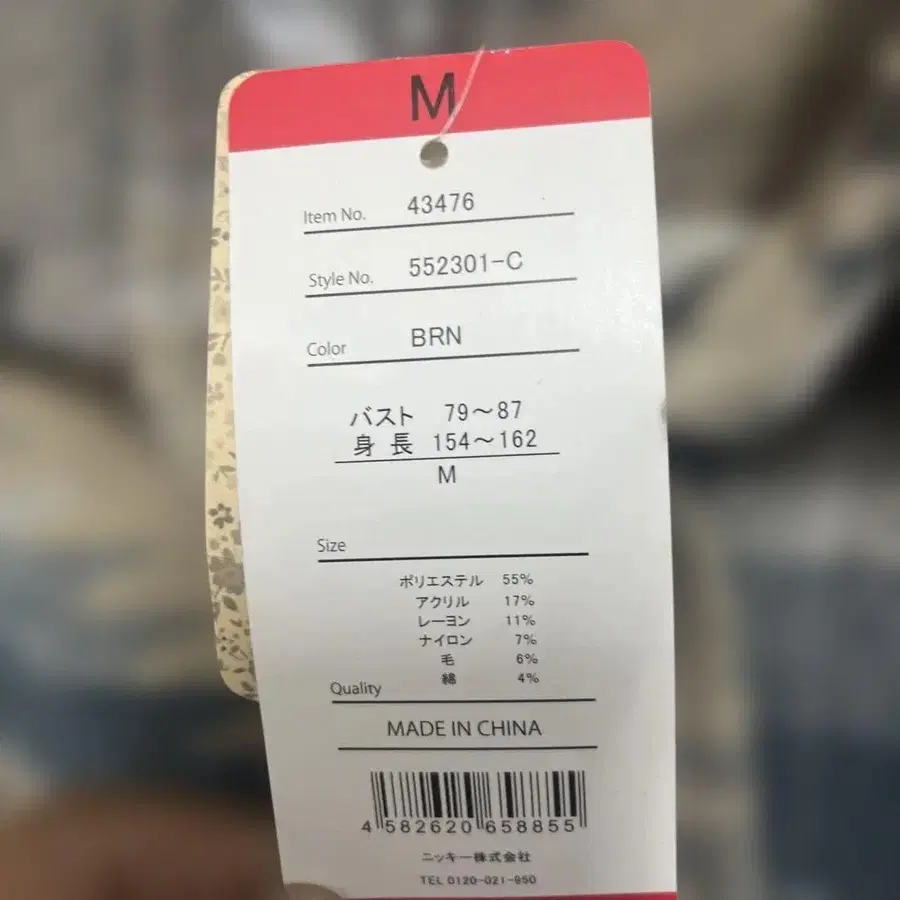 M
Item No. 43476
Style No. 552301-C
Color BRN
バスト 79～87
身長 154～162
M
Size
ポリエステル 55%
アクリル 17%
レーヨン 11%
ナイロン 7%
毛 6%
綿 4%
Quality
MADE IN CHINA
4 582620 658855
ニッキー株式会社
TEL 0120-021-950